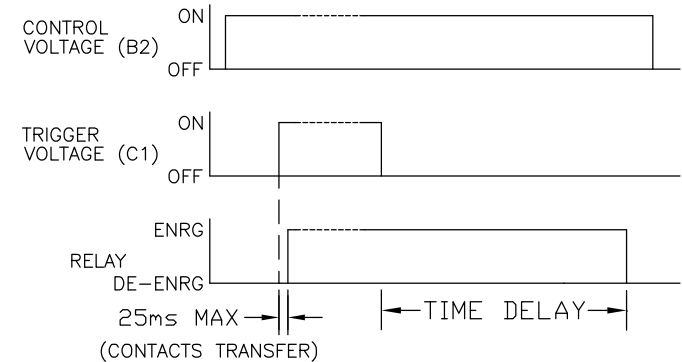 CONTROL
VOLTAGE (B2)
ON
OFF
TRIGGER
VOLTAGE (C1)
ON
OFF
RELAY
ENRG
DE-ENRG
25ms MAX
TIME DELAY
(CONTACTS TRANSFER)